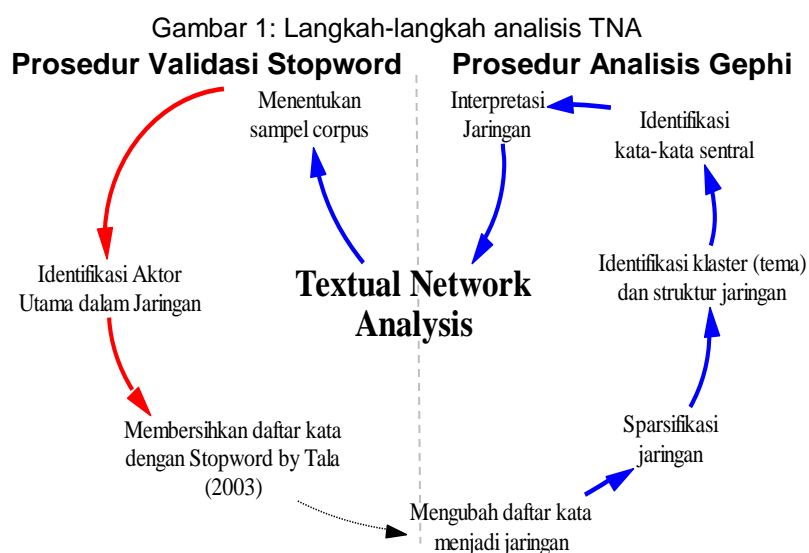 Gambar 1: Langkah-langkah analisis TNA
Prosedur Validasi Stopword
Prosedur Analisis Gephi
Menentukan
sampel corpus
Identifikasi Aktor
Utama dalam Jaringan
Membersihkan daftar kata
dengan Stopword by Tala
(2003)
Textual Network
Analysis
Mengubah daftar kata
menjadi jaringan
Sparsifikasi
jaringan
Identifikasi klaster (tema)
dan struktur jaringan
Identifikasi
kata-kata sentral
Interpretasi
Jaringan